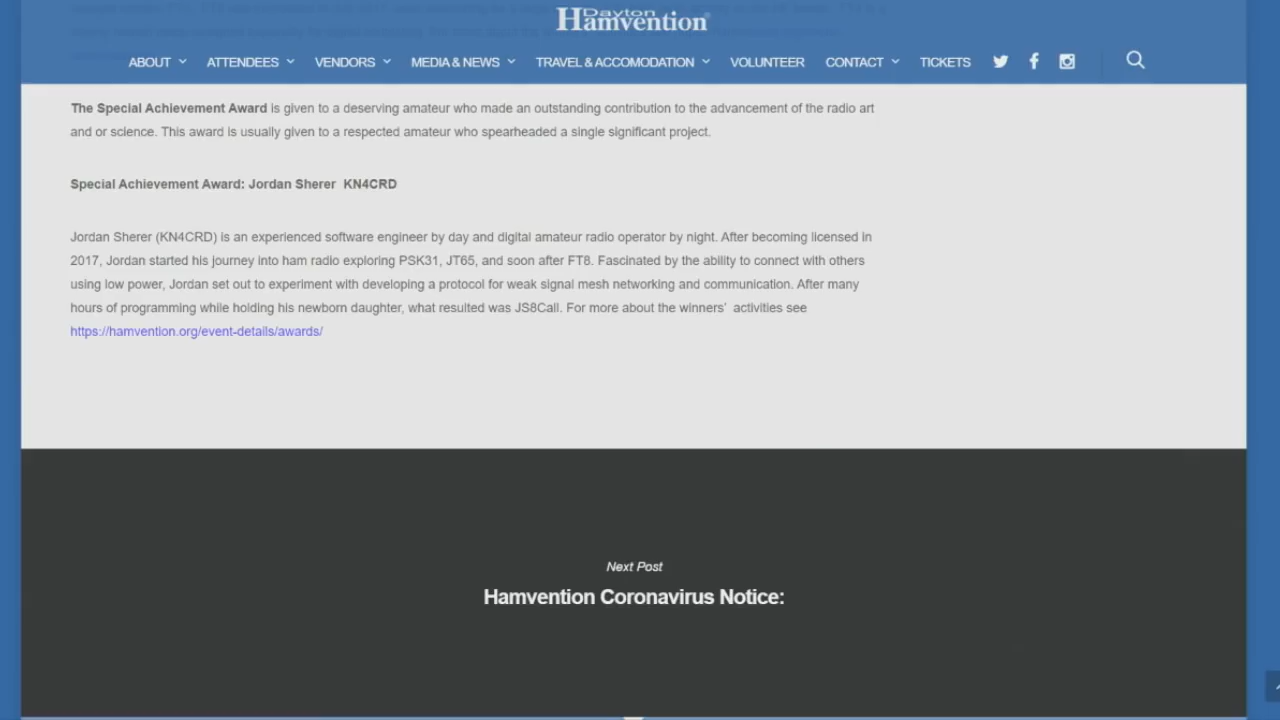 Dayton
Hamvention
ABOUT ATTENDEES VENDORS MEDIA & NEWS TRAVEL & ACCOMODATION VOLUNTEER CONTACT TICKETS
The Special Achievement Award is given to a deserving amateur who made an outstanding contribution to the advancement of the radio art
and or science. This award is usually given to a respected amateur who spearheaded a single significant project.
Special Achievement Award: Jordan Sherer KN4CRD
Jordan Sherer (KN4CRD) is an experienced software engineer by day and digital amateur radio operator by night. After becoming licensed in
2017, Jordan started his journey into ham radio exploring PSK31, JT65, and soon after FT8. Fascinated by the ability to connect with others
using low power, Jordan set out to experiment with developing a protocol for weak signal mesh networking and communication. After many
hours of programming while holding his newborn daughter, what resulted was JS8Call. For more about the winners’ activities see
https://hamvention.org/event-details/awards/
Next Post
Hamvention Coronavirus Notice: